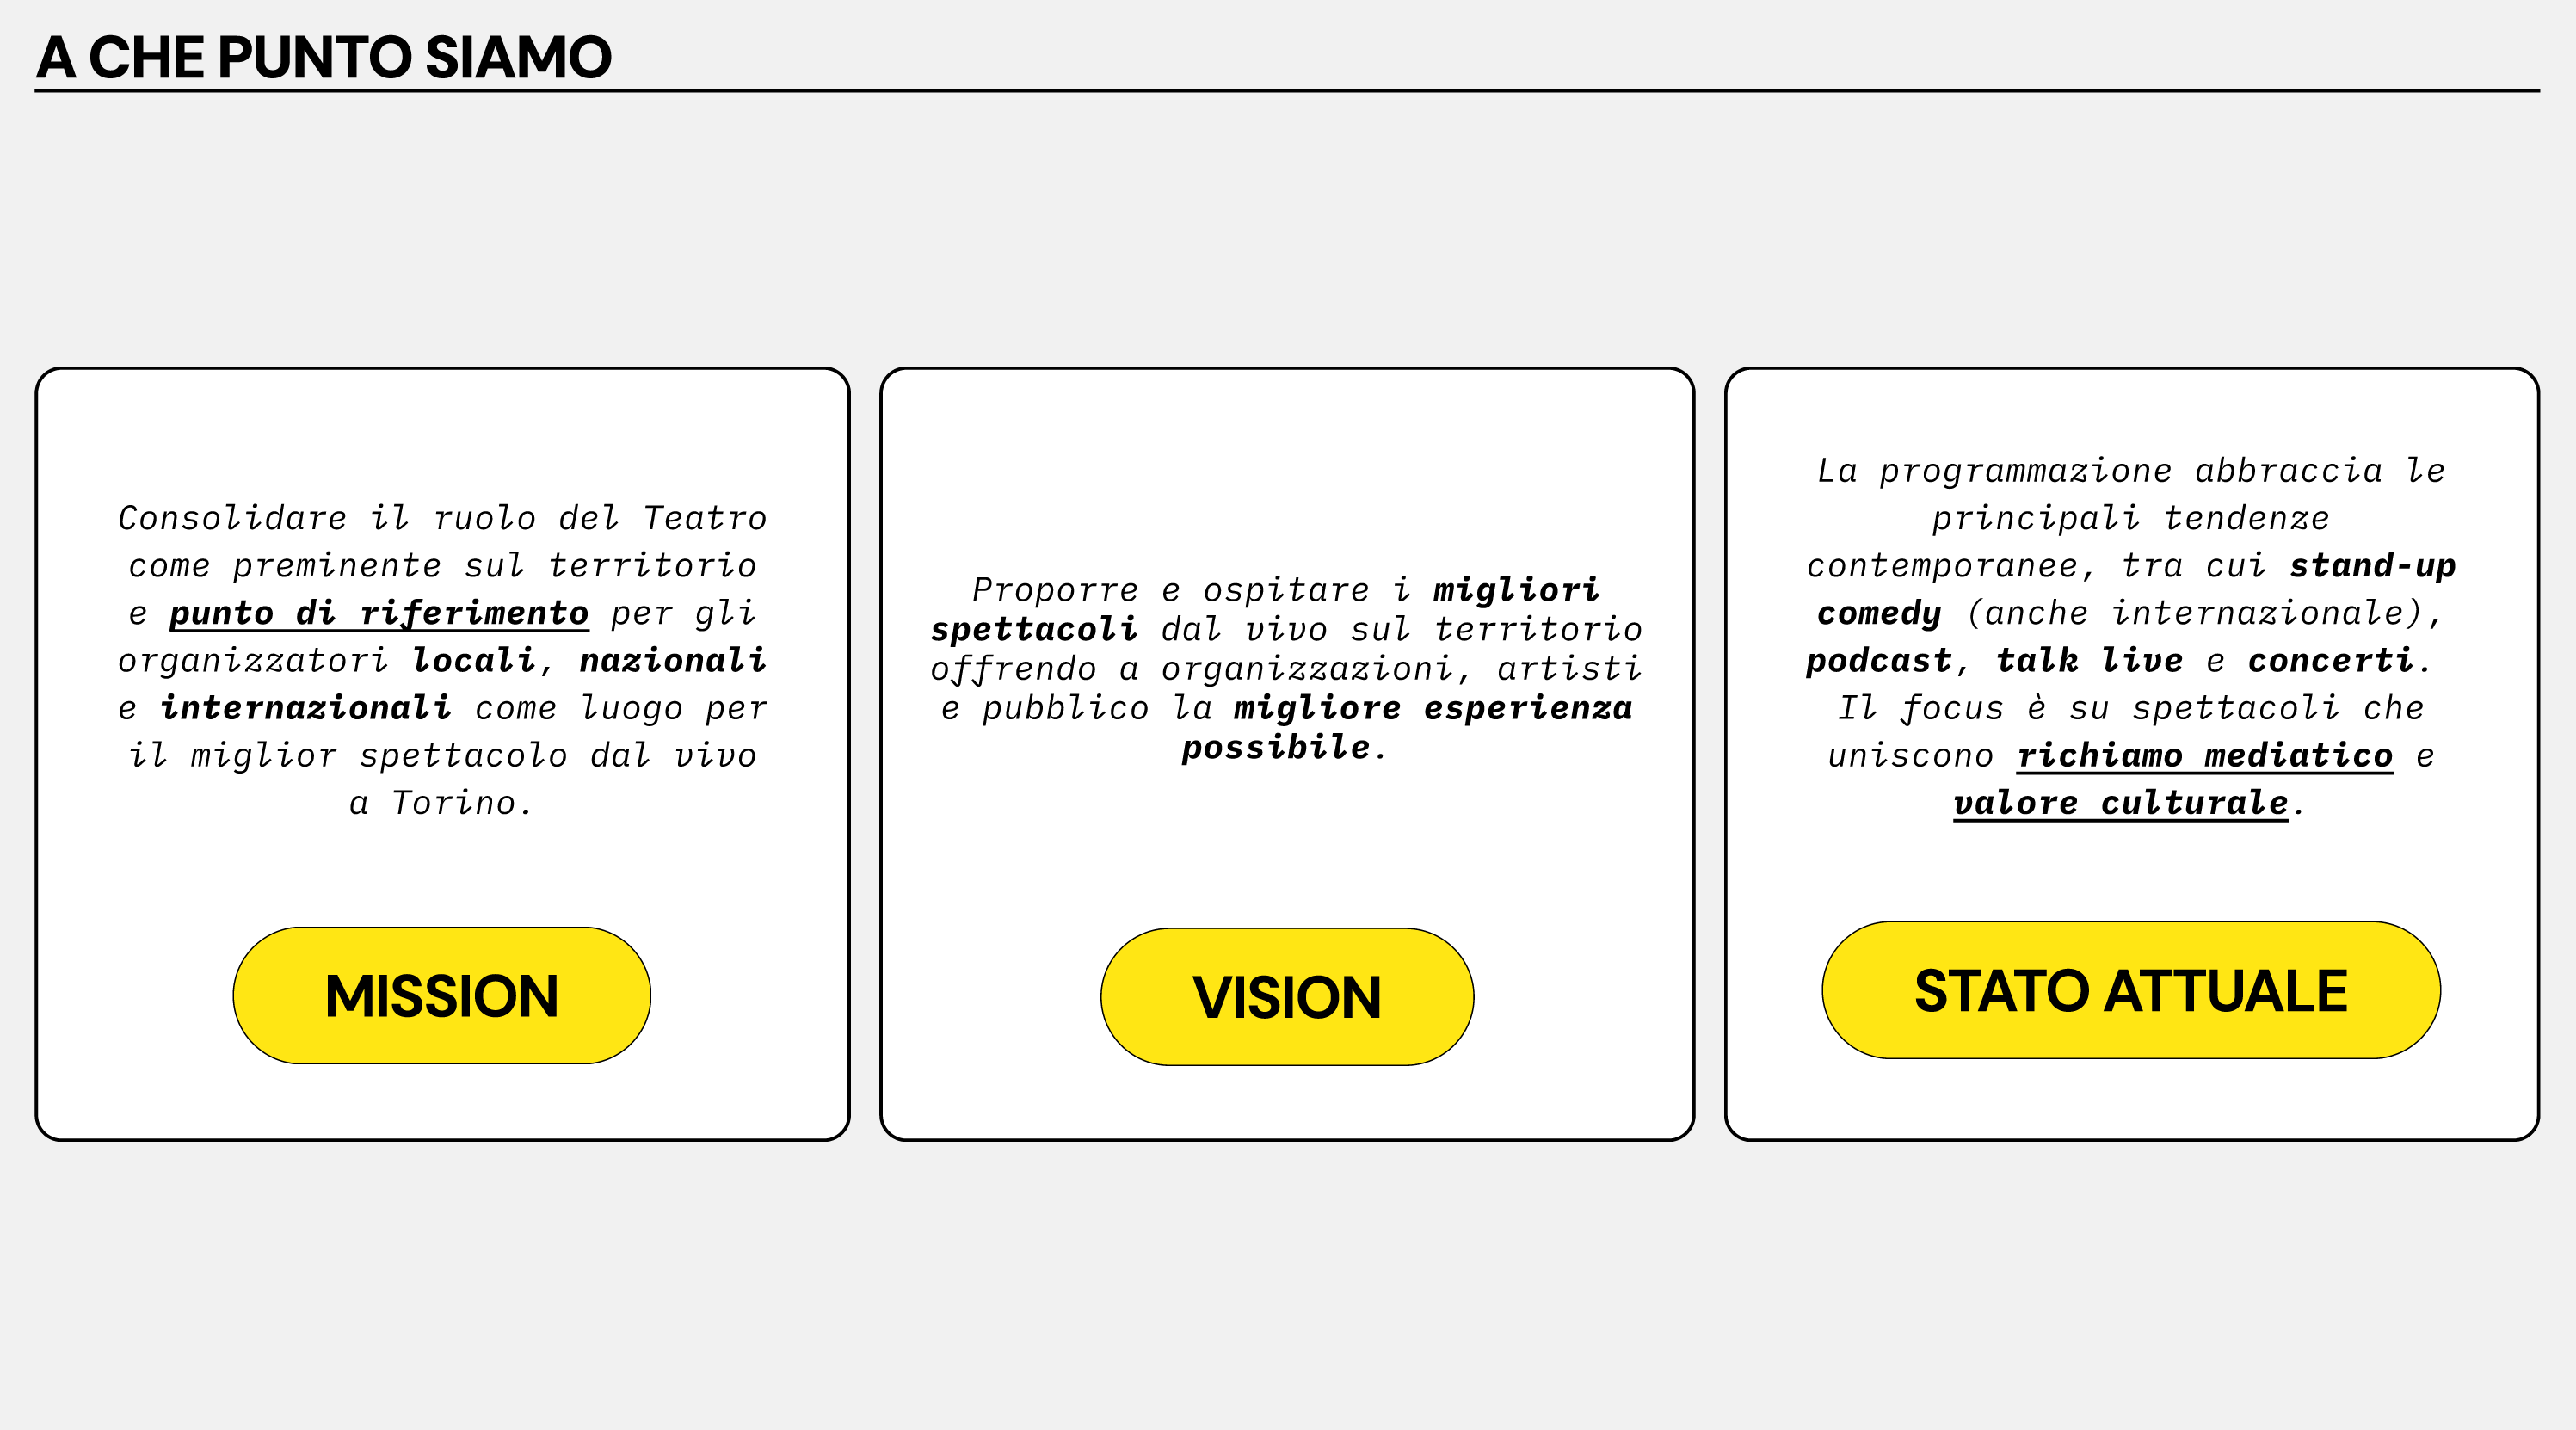 A CHE PUNTO SIAMO
Consolidare il ruolo del Teatro
come preminente sul territorio
e punto di riferimento per gli
organizzatori locali, nazionali
e internazionali come luogo per
il miglior spettacolo dal vivo
a Torino.
MISSION
Proporre e ospitare i migliori
spettacoli dal vivo sul territorio
offrendo a organizzazioni, artisti
e pubblico la migliore esperienza
possibile.
VISION
La programmazione abbraccia le
principali tendenze
contemporanee, tra cui stand-up
comedy (anche internazionale),
podcast, talk live e concerti.
Il focus è su spettacoli che
uniscono richiamo mediatico e
valore culturale.
STATO ATTUALE